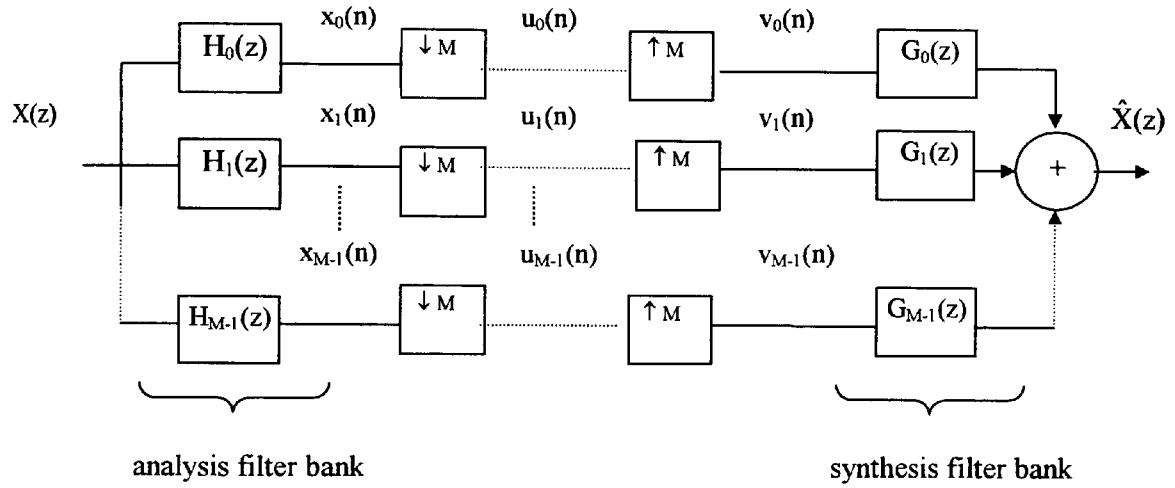 x₀(n) u₀(n) v₀(n)
H₀(z) ↓ M ↑ M G₀(z)
X(z) x₁(n) u₁(n) v₁(n) X̂(z)
H₁(z) ↓ M ↑ M G₁(z) +
x_{M-1}(n) u_{M-1}(n) v_{M-1}(n)
H_{M-1}(z) ↓ M ↑ M G_{M-1}(z)
analysis filter bank synthesis filter bank